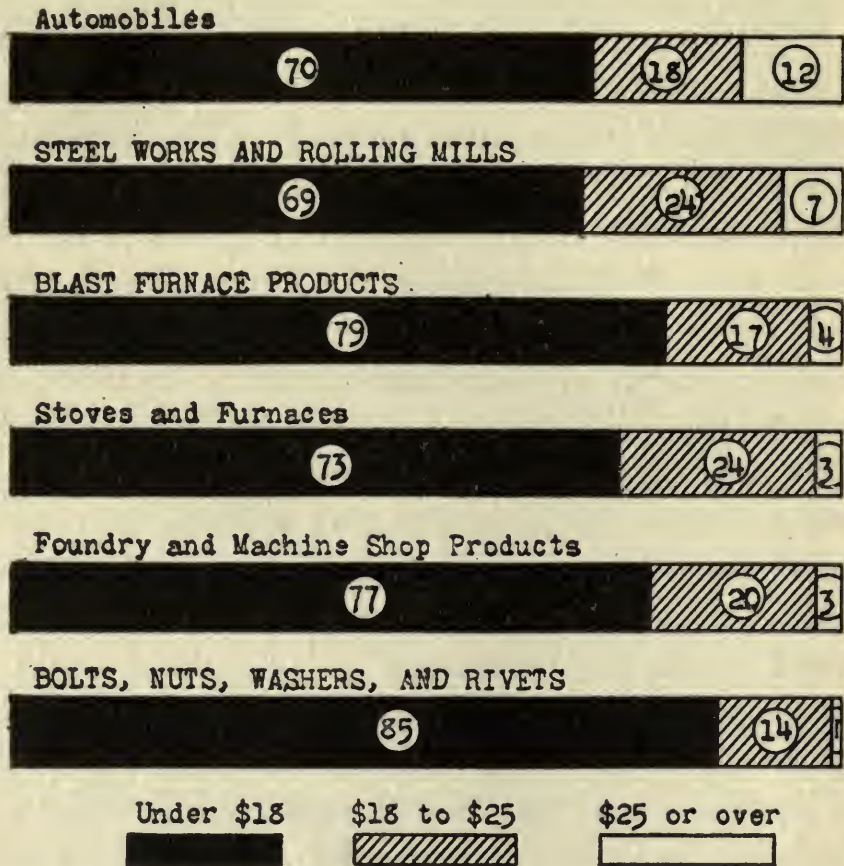 Automobiles
70 18 12
STEEL WORKS AND ROLLING MILLS
69 24 7
BLAST FURNACE PRODUCTS
79 17 4
Stoves and Furnaces
73 24 3
Foundry and Machine Shop Products
77 20 3
BOLTS, NUTS, WASHERS, AND RIVETS
85 14 1
Under $18 $18 to $25 $25 or over